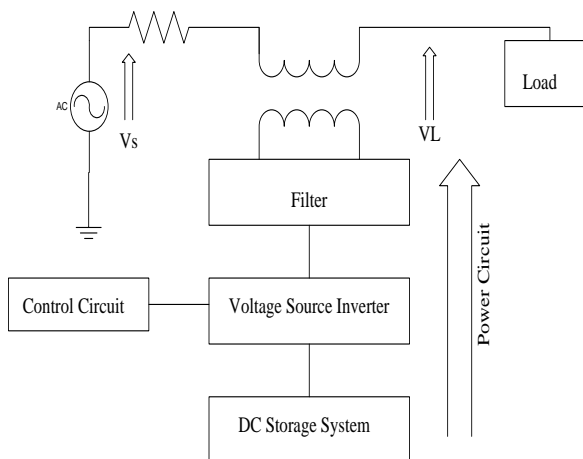 Load
AC
Vs
VL
Filter
Power Circuit
Control Circuit
Voltage Source Inverter
DC Storage System